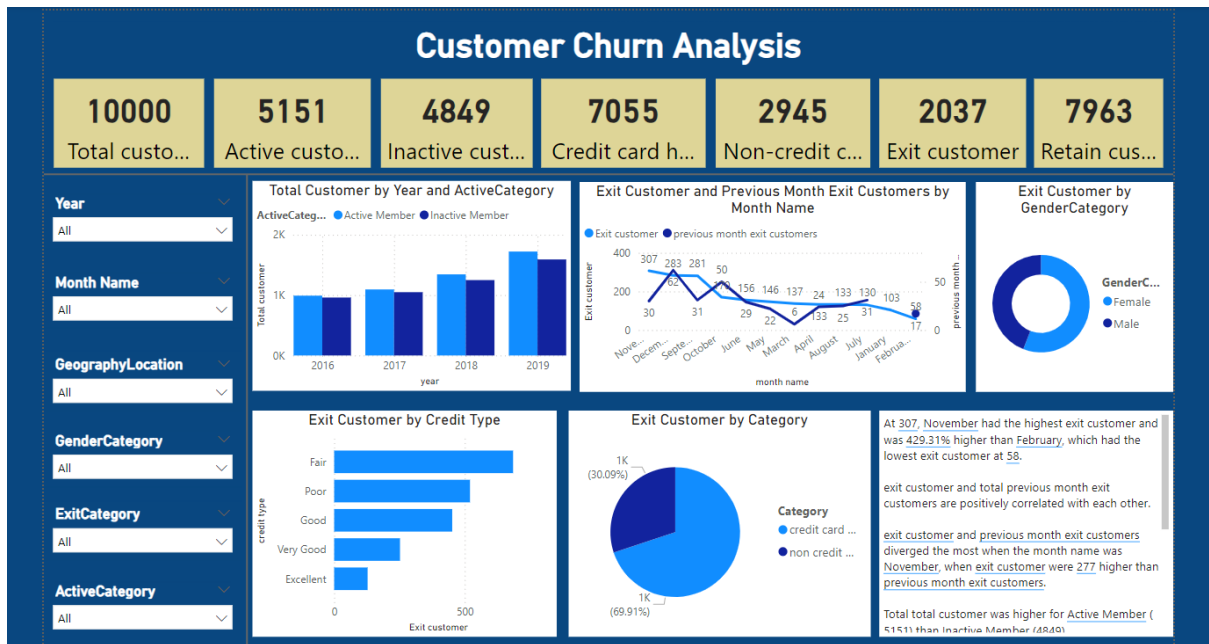 Customer Churn Analysis
10000
Total custo...
5151
Active custo...
4849
Inactive cust...
7055
Credit card h...
2945
Non-credit c...
2037
Exit customer
7963
Retain cus...
Year
All
Month Name
All
GeographyLocation
All
GenderCategory
All
ExitCategory
All
ActiveCategory
All
Total Customer by Year and ActiveCategory
ActiveCateg... Active Member Inactive Member
2K
1K
0K
Total customer
2016 2017 2018 2019
year
Exit Customer and Previous Month Exit Customers by
Month Name
Exit customer previous month exit customers
400
200
0
Exit customer
307 283 281 156 146 137 133 133 130 103 58
30 62 31 50 29 22 6 24 25 31 17
50
0
previous month ...
Nove... Decem... Septe... October June May March April August July January Februa...
month name
Exit Customer by
GenderCategory
GenderC...
Female
Male
Exit Customer by Credit Type
credit type
Fair
Poor
Good
Very Good
Excellent
0 500
Exit customer
Exit Customer by Category
1K
(30.09%)
1K
(69.91%)
Category
credit card ...
non credit ...
At 307, November had the highest exit customer and
was 429.31% higher than February, which had the
lowest exit customer at 58.
exit customer and total previous month exit
customers are positively correlated with each other.
exit customer and previous month exit customers
diverged the most when the month name was
November, when exit customer were 277 higher than
previous month exit customers.
Total total customer was higher for Active Member (
5151) than Inactive Member (4849)